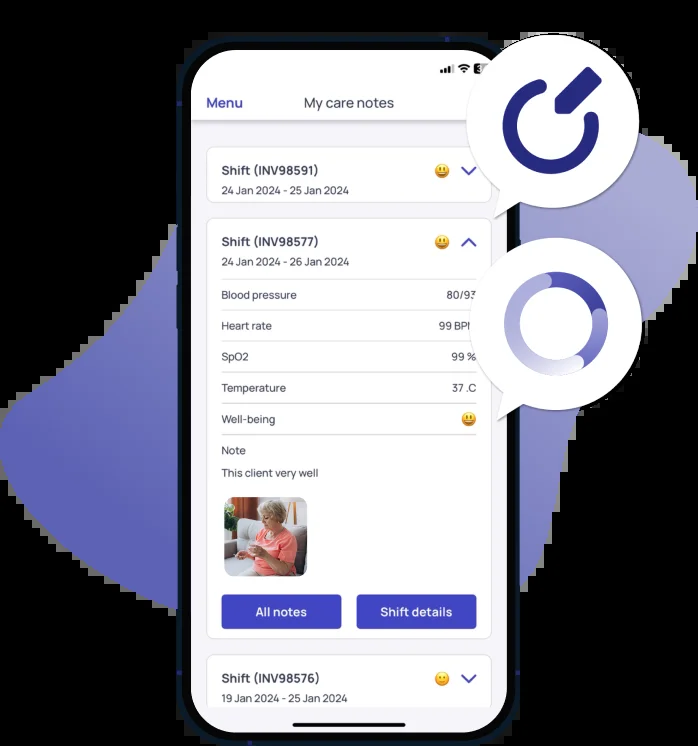 Menu My care notes
Shift (INV98591)
24 Jan 2024 - 25 Jan 2024
Shift (INV98577)
24 Jan 2024 - 26 Jan 2024
Blood pressure 80/93
Heart rate 99 BPM
SpO2 99 %
Temperature 37 .C
Well-being
Note
This client very well
All notes Shift details
Shift (INV98576)
19 Jan 2024 - 25 Jan 2024